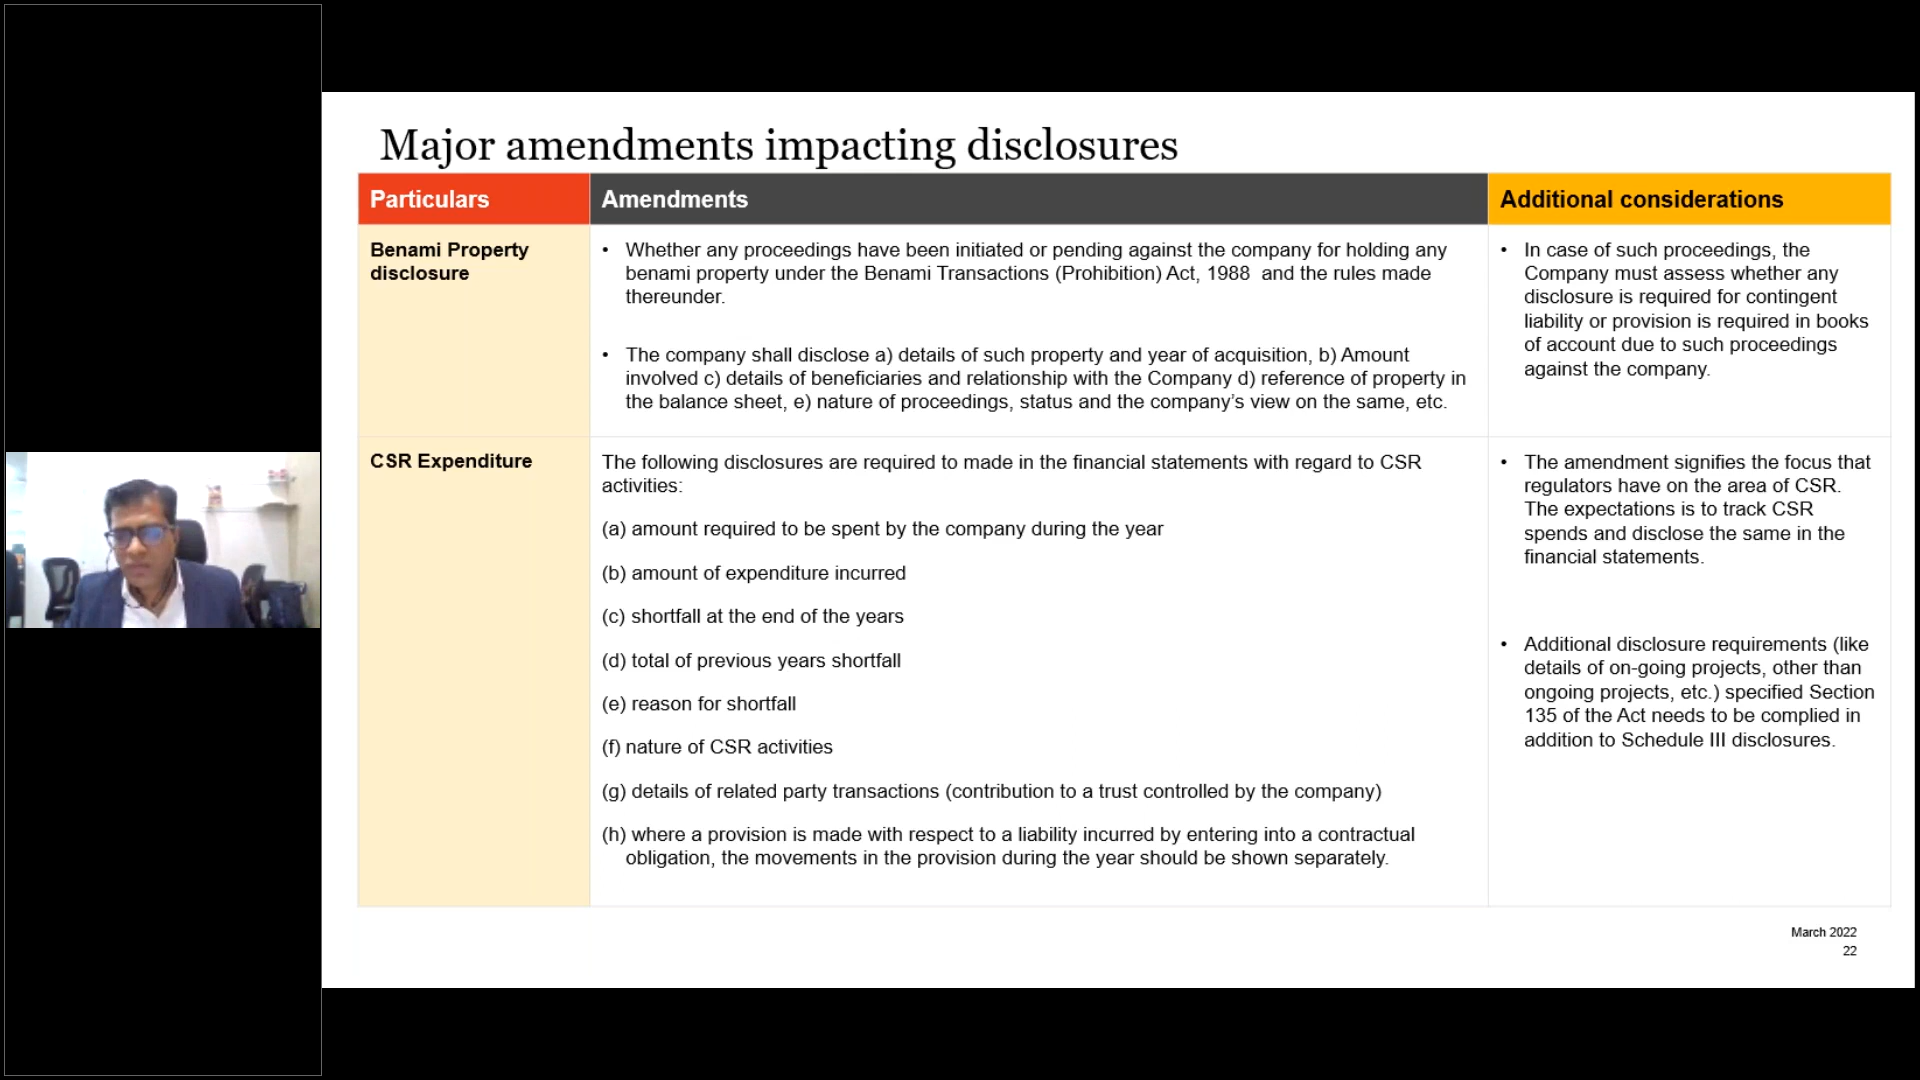 Major amendments impacting disclosures
Particulars
Amendments
Additional considerations
Benami Property
disclosure
• Whether any proceedings have been initiated or pending against the company for holding any
benami property under the Benami Transactions (Prohibition) Act, 1988 and the rules made
thereunder.
• The company shall disclose a) details of such property and year of acquisition, b) Amount
involved c) details of beneficiaries and relationship with the Company d) reference of property in
the balance sheet, e) nature of proceedings, status and the company's view on the same, etc.
• In case of such proceedings, the
Company must assess whether any
disclosure is required for contingent
liability or provision is required in books
of account due to such proceedings
against the company.
CSR Expenditure
The following disclosures are required to made in the financial statements with regard to CSR
activities:
(a) amount required to be spent by the company during the year
(b) amount of expenditure incurred
(c) shortfall at the end of the years
(d) total of previous years shortfall
(e) reason for shortfall
(f) nature of CSR activities
(g) details of related party transactions (contribution to a trust controlled by the company)
(h) where a provision is made with respect to a liability incurred by entering into a contractual
obligation, the movements in the provision during the year should be shown separately.
• The amendment signifies the focus that
regulators have on the area of CSR.
The expectations is to track CSR
spends and disclose the same in the
financial statements.
• Additional disclosure requirements (like
details of on-going projects, other than
ongoing projects, etc.) specified Section
135 of the Act needs to be complied in
addition to Schedule III disclosures.
March 2022
22